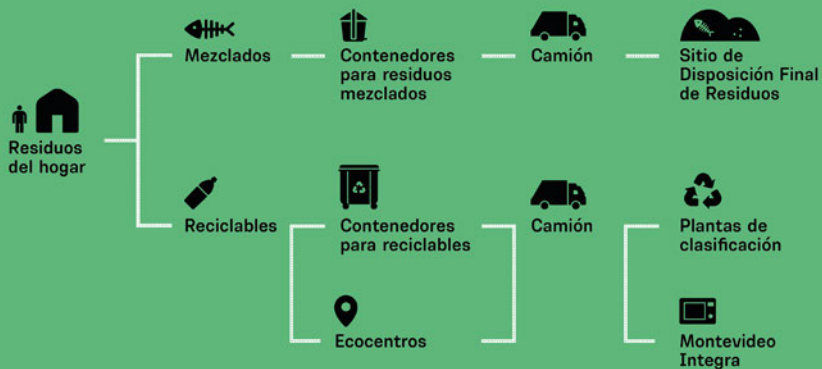 Residuos
del hogar
Mezclados
Contenedores
para residuos
mezclados
Camión
Sitio de
Disposición Final
de Residuos
Reciclables
Contenedores
para reciclables
Ecocentros
Camión
Plantas de
clasificación
Montevideo
Integra